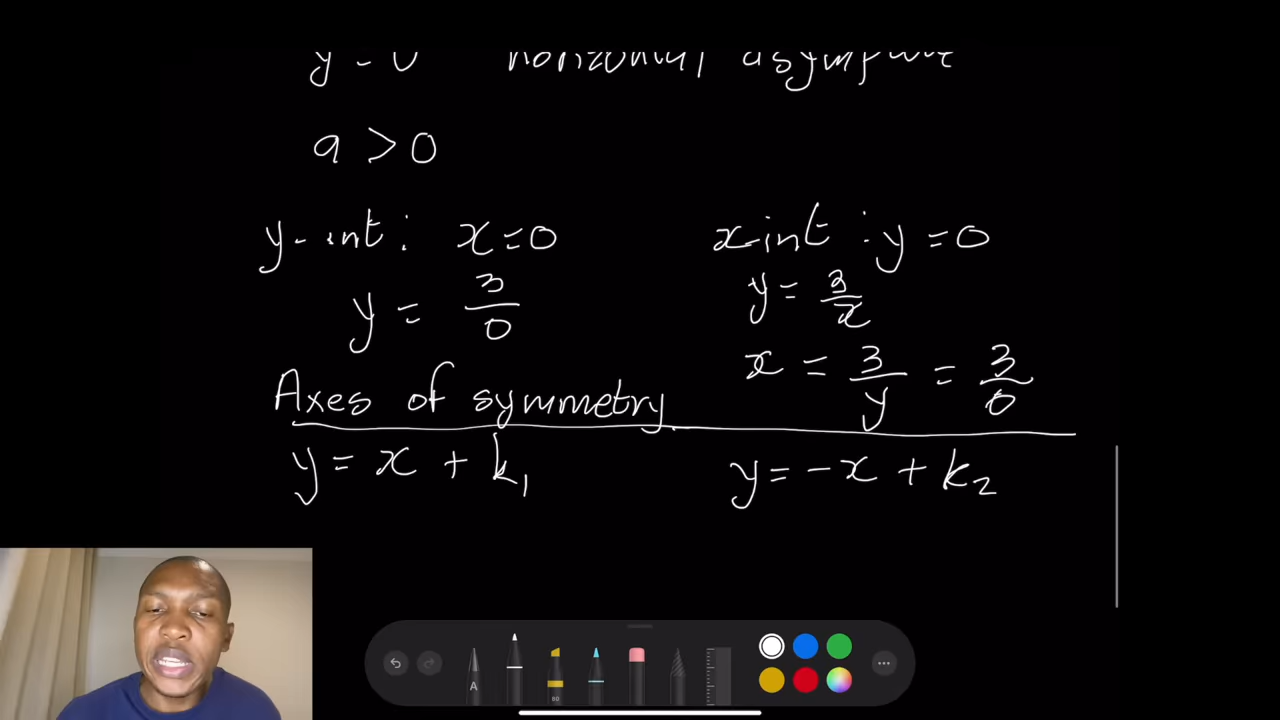 y = 0 horizontal asymptote
a > 0
y-int : x = 0
y = 3/0
x-int : y = 0
y = 3/x
x = 3/y = 3/0
Axes of symmetry
y = x + k₁
y = -x + k₂
A